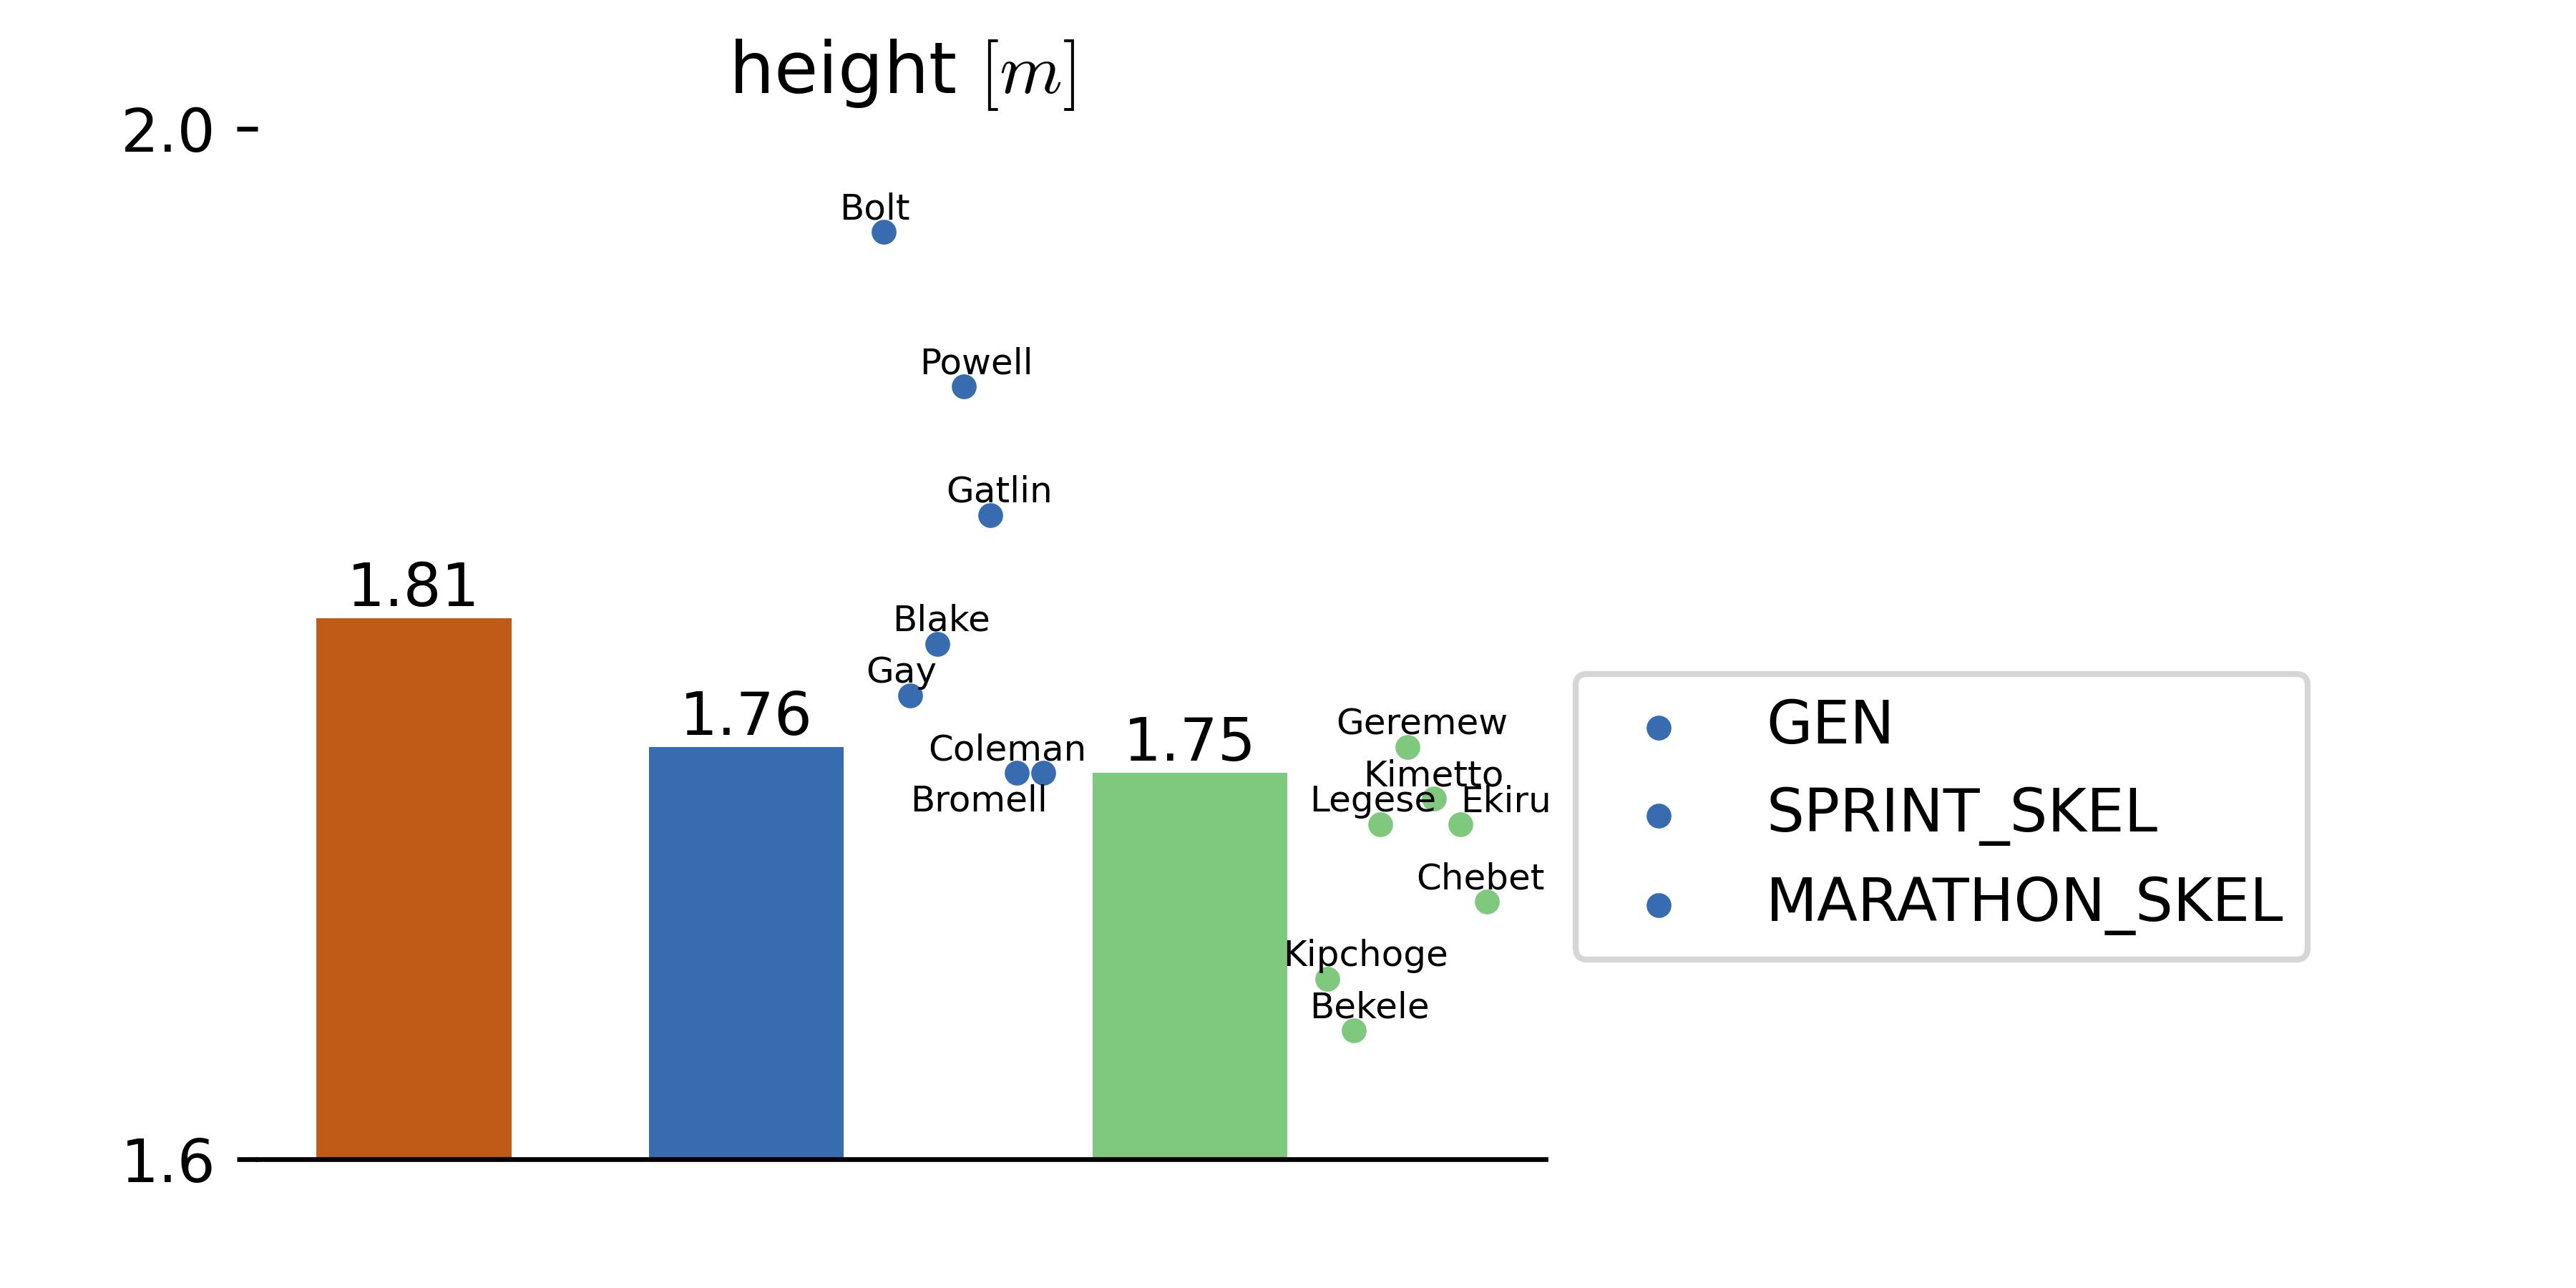 height [m]
2.0
Bolt
Powell
Gatlin
1.81
Blake
Gay
1.76
Coleman
Bromell
1.75
Geremew
Kimetto
Legese
Ekiru
Chebet
Kipchoge
Bekele
GEN
SPRINT_SKEL
MARATHON_SKEL
1.6